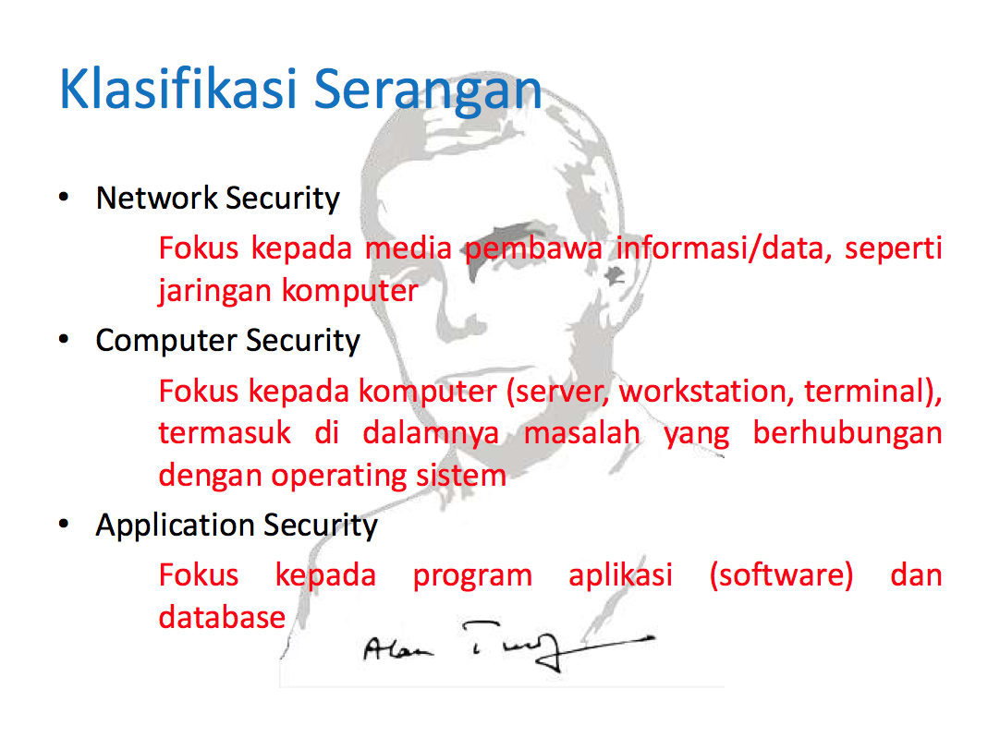 Klasifikasi Serangan
• Network Security
Fokus kepada media pembawa informasi/data, seperti
jaringan komputer
• Computer Security
Fokus kepada komputer (server, workstation, terminal),
termasuk di dalamnya masalah yang berhubungan
dengan operating sistem
• Application Security
Fokus kepada program aplikasi (software) dan
database
Alan Turing